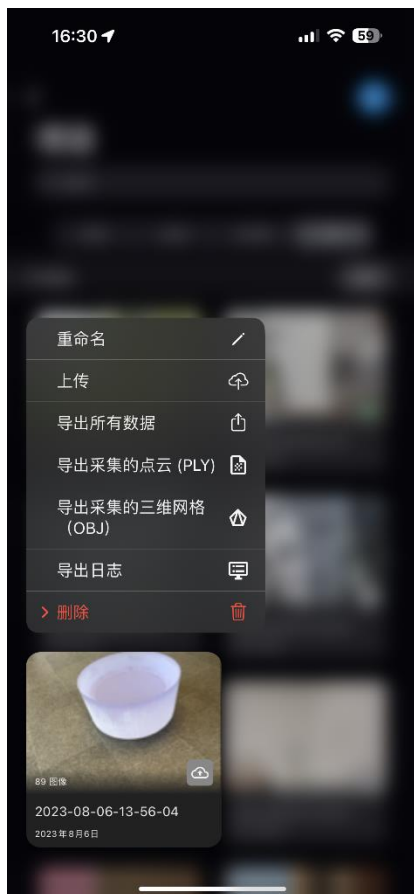 16:30
59
重命名
上传
导出所有数据
导出采集的点云 (PLY)
导出采集的三维网格
（OBJ）
导出日志
删除
89 图像
2023-08-06-13-56-04
2023年8月6日